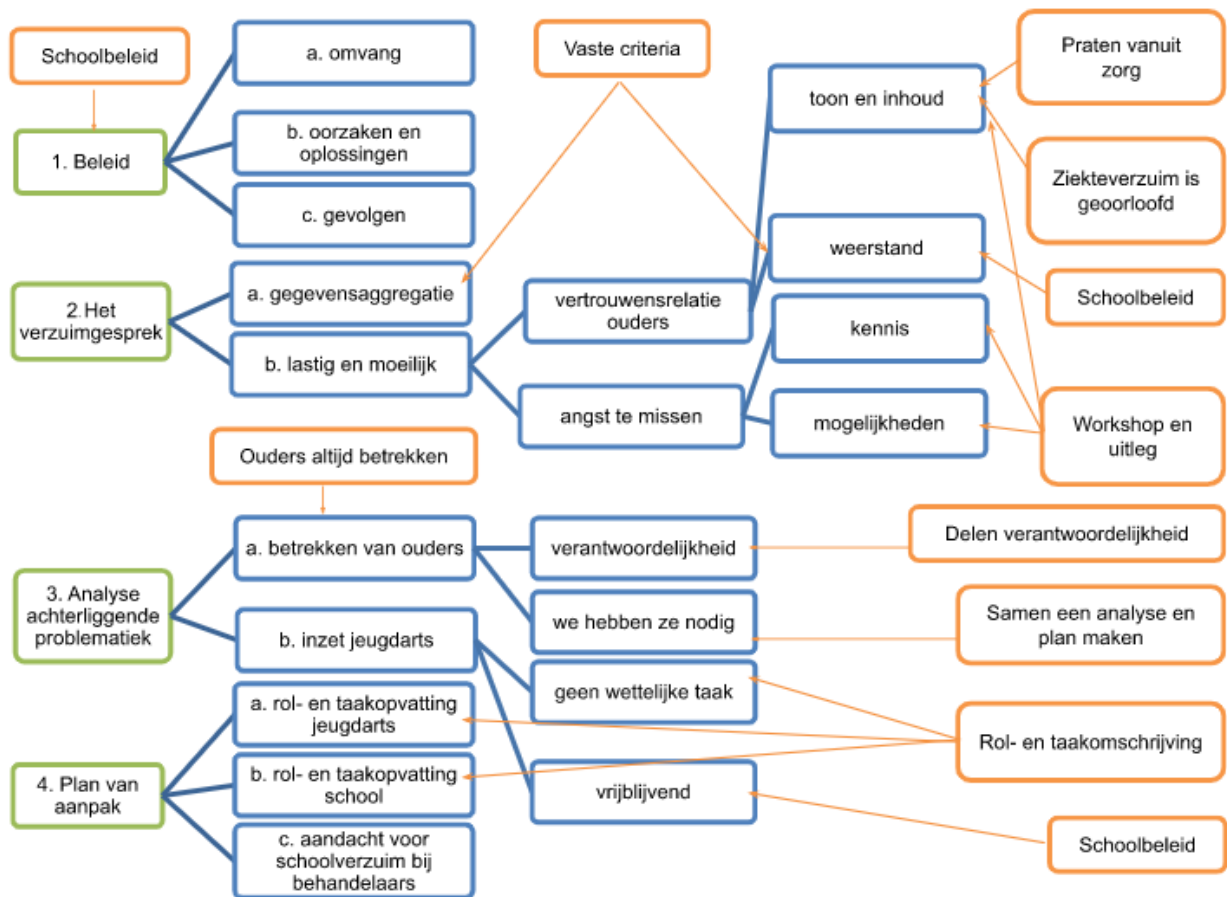 Schoolbeleid
a. omvang
Vaste criteria
Praten vanuit
zorg
toon en inhoud
1. Beleid
b. oorzaken en
oplossingen
c. gevolgen
Ziekteverzuim is
geoorloofd
weerstand
2. Het
verzuimgesprek
a. gegevensaggregatie
vertrouwensrelatie
ouders
Schoolbeleid
kennis
b. lastig en moeilijk
angst te missen
mogelijkheden
Workshop en
uitleg
Ouders altijd betrekken
a. betrekken van ouders
verantwoordelijkheid
Delen verantwoordelijkheid
3. Analyse
achterliggende
problematiek
b. inzet jeugdarts
we hebben ze nodig
Samen een analyse en
plan maken
geen wettelijke taak
a. rol- en taakopvatting
jeugdarts
Rol- en taakomschrijving
4. Plan van
aanpak
b. rol- en taakopvatting
school
vrijblijvend
c. aandacht voor
schoolverzuim bij
behandelaars
Schoolbeleid